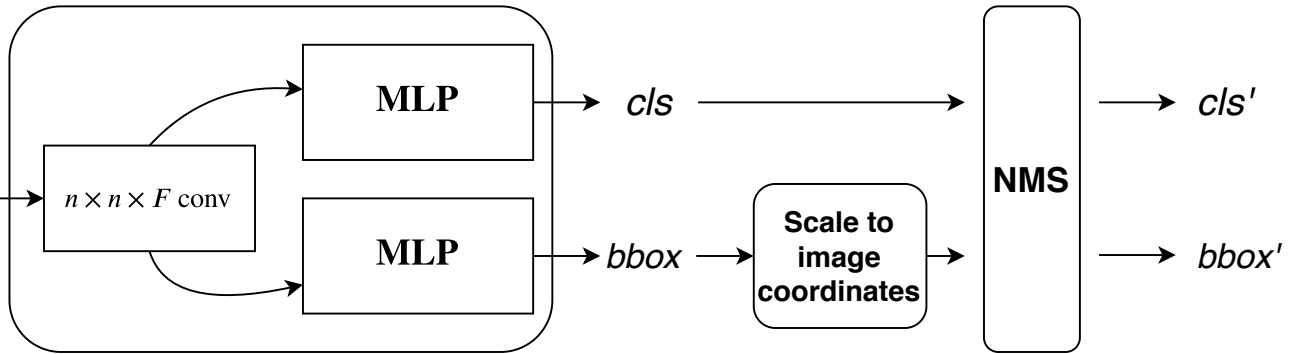 MLP
cls
cls'
n × n × F conv
NMS
MLP
bbox
Scale to
image
coordinates
bbox'